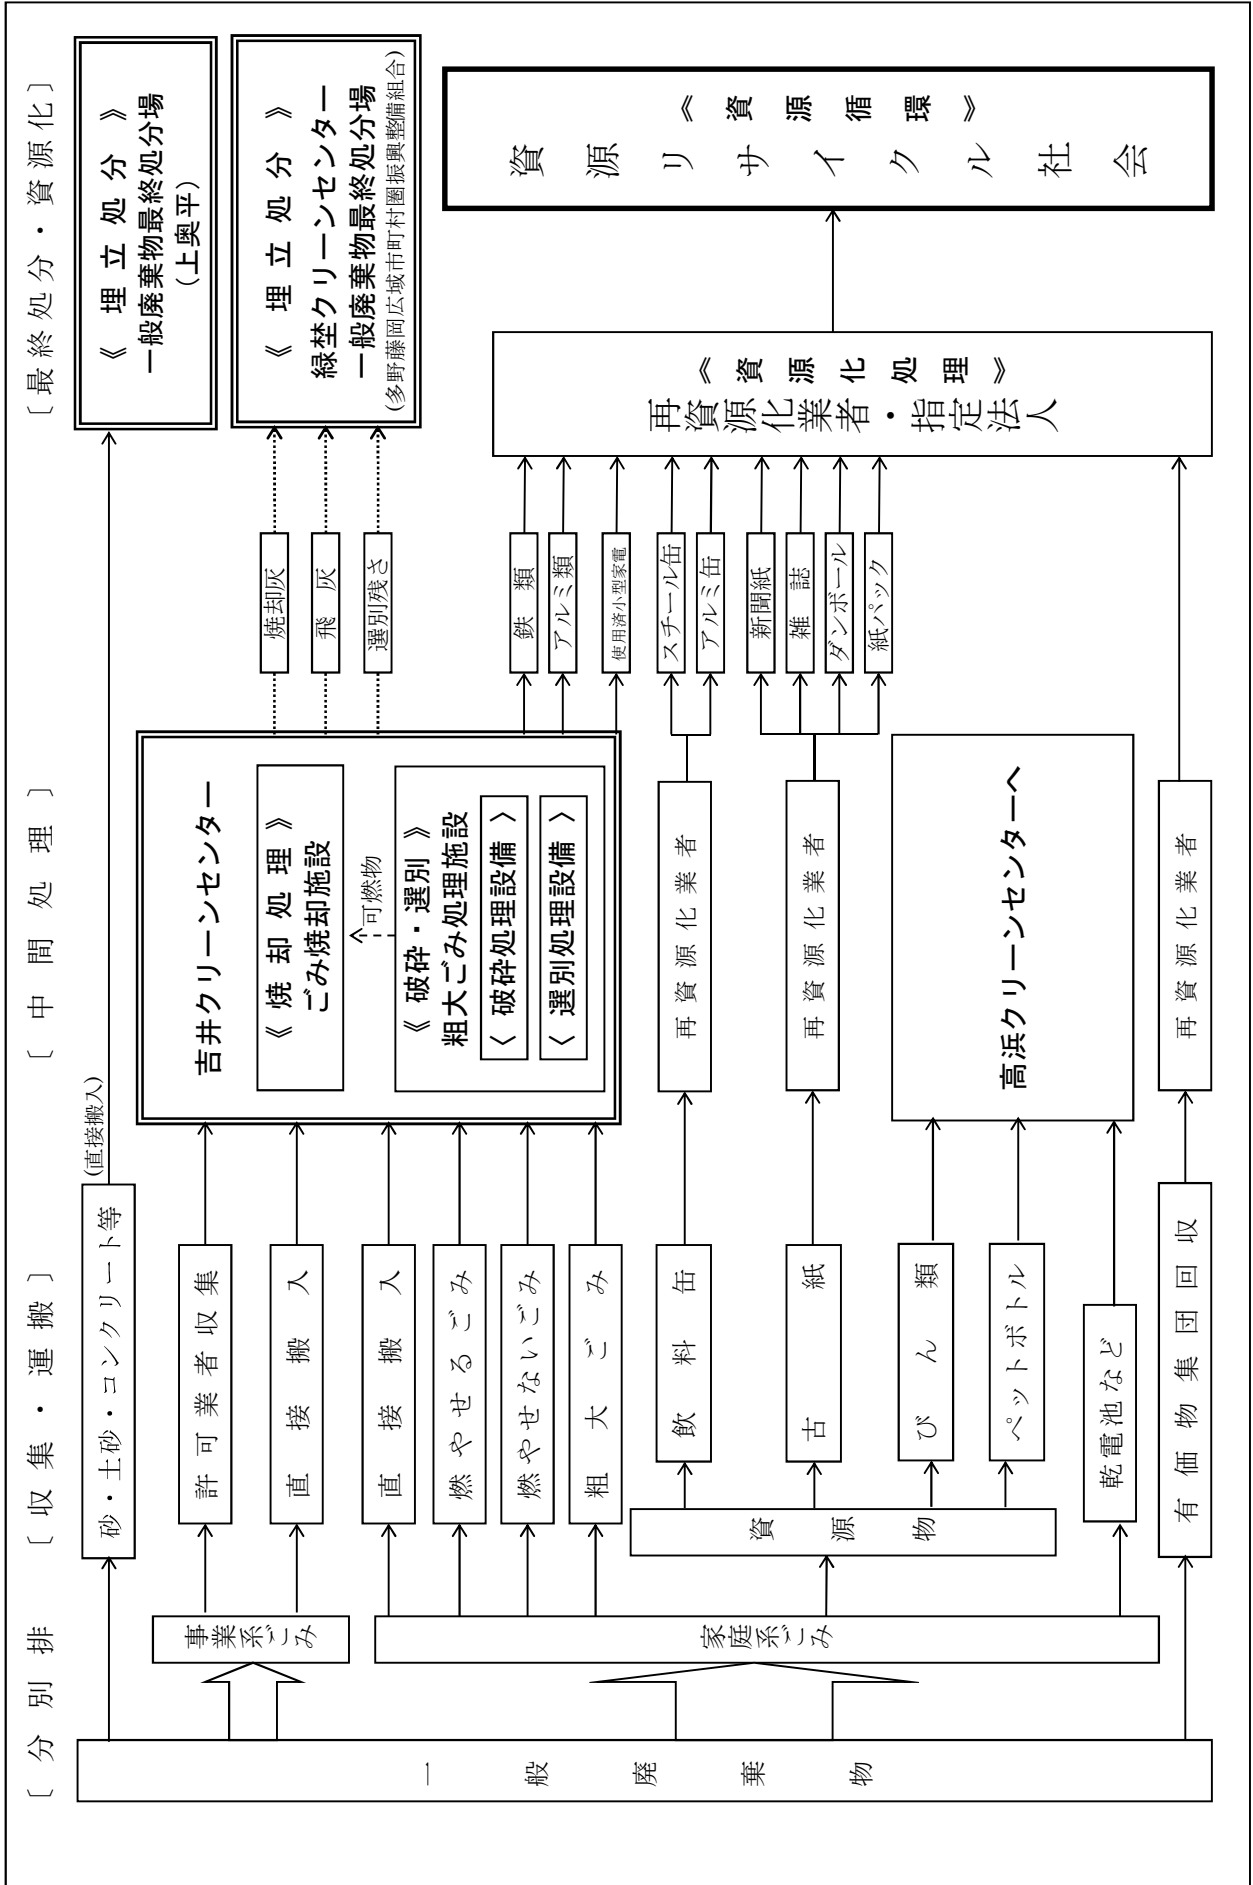 〔分別排〕
〔収集・運搬〕
〔中間処理〕
〔最終処分・資源化〕
一般廃棄物
事業系ごみ
家庭系ごみ
砂・土砂・コンクリート等
(直接搬入)
許可業者収集
直接搬入
直接搬入
燃やせるごみ
燃やせないごみ
粗大ごみ
資源物
飲料缶
古紙
びん類
ペットボトル
乾電池など
有価物集団回収
吉井クリーンセンター
《焼却処理》
ごみ焼却施設
可燃物
《破砕・選別》
粗大ごみ処理施設
〈破砕処理設備〉
〈選別処理設備〉
再資源化業者
再資源化業者
高浜クリーンセンターへ
再資源化業者
焼却灰
飛灰
選別残さ
鉄類
アルミ類
使用済小型家電
スチール缶
アルミ缶
新聞紙
雑誌
ダンボール
紙パック
《埋立処分》
一般廃棄物最終処分場
(上奥平)
《埋立処分》
緑埜クリーンセンター
一般廃棄物最終処分場
(多野藤岡広域市町村圏振興整備組合)
《資源化処理》
再資源化業者・指定法人
《資源循環》
資源リサイクル社会